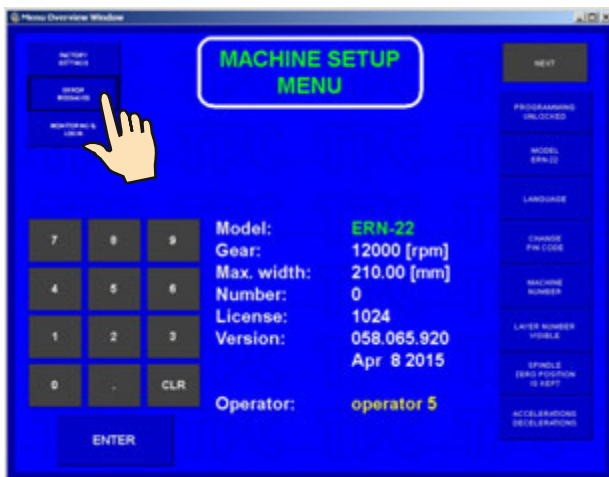 Menu Overview Window
FACTORY
SETTINGS
ERROR
MESSAGES
MONITORING &
LOGIN
MACHINE SETUP
MENU
NEXT
PROGRAMMING
UNLOCKED
MODEL
ERN-22
LANGUAGE
CHANGE
PIN CODE
MACHINE
NUMBER
LAYER NUMBER
VISIBLE
SPINDLE
ZERO POSITION
IS KEPT
ACCELERATIONS
DECELERATIONS
7 8 9
4 5 6
1 2 3
0 . CLR
ENTER
Model: ERN-22
Gear: 12000 [rpm]
Max. width: 210.00 [mm]
Number: 0
License: 1024
Version: 058.065.920
Apr 8 2015
Operator: operator 5